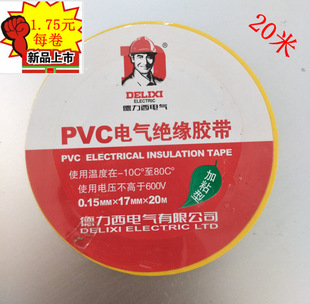 1.75元
每卷
新品上市
20米
DELIXI
ELECTRIC
德力西电气
PVC电气绝缘胶带
PVC ELECTRICAL INSULATION TAPE
使用温度在-10C°至80C°
使用电压不高于600V
0.15MM×17MM×20M
加粘型
德力西电气有限公司
DELIXI ELECTRIC LTD